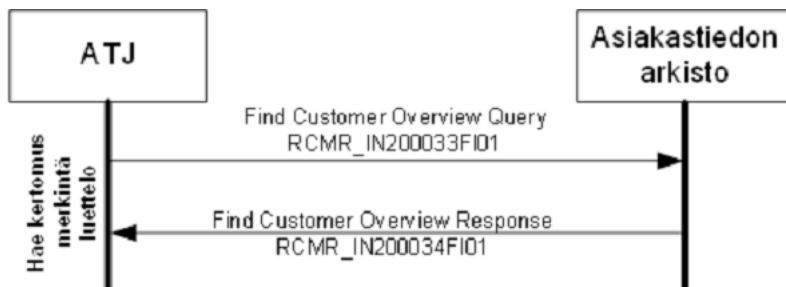 ATJ
Asiakastiedon
arkisto
Find Customer Overview Query
RCMR_IN200033FI01
Hae kertomus
merkintä
luettelo
Find Customer Overview Response
RCMR_IN200034FI01